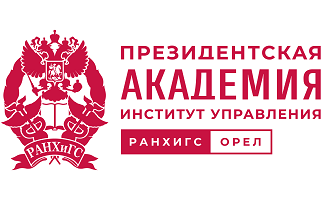 ПРЕЗИДЕНТСКАЯ
АКАДЕМИЯ
ИНСТИТУТ УПРАВЛЕНИЯ
РАНХИГС ОРЕЛ
РАНХиГС